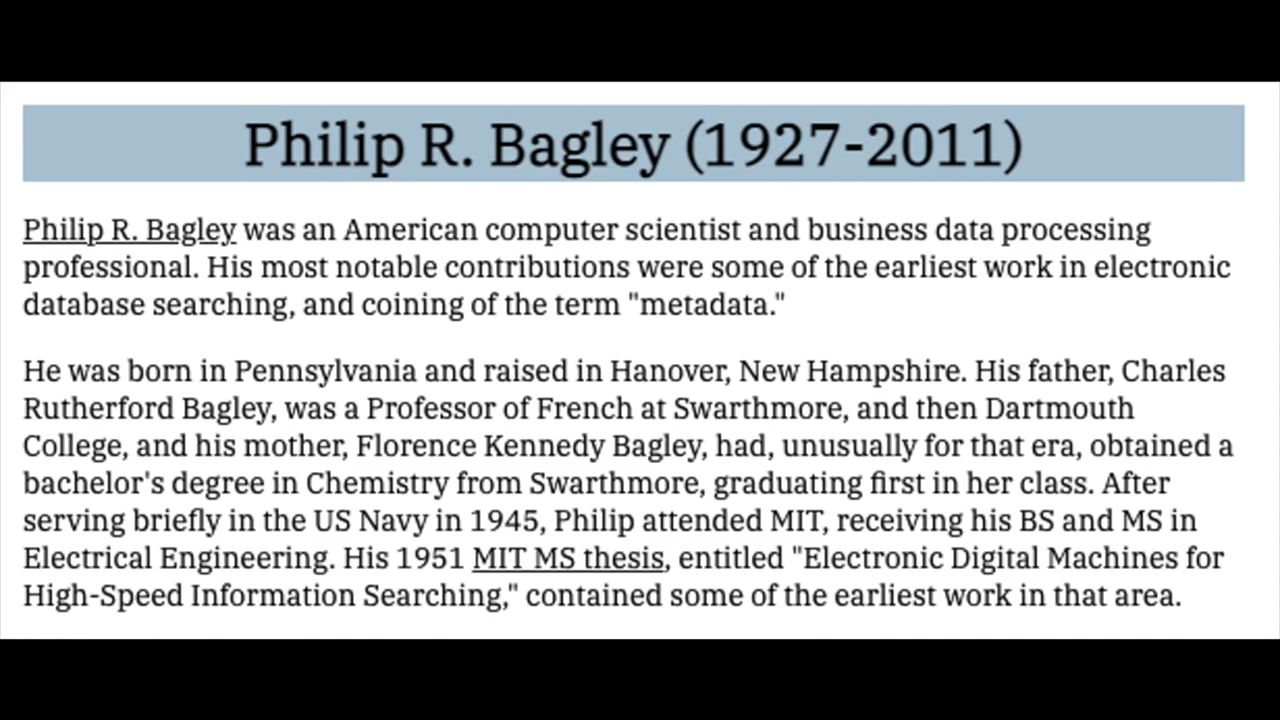 Philip R. Bagley (1927-2011)
Philip R. Bagley was an American computer scientist and business data processing
professional. His most notable contributions were some of the earliest work in electronic
database searching, and coining of the term "metadata."
He was born in Pennsylvania and raised in Hanover, New Hampshire. His father, Charles
Rutherford Bagley, was a Professor of French at Swarthmore, and then Dartmouth
College, and his mother, Florence Kennedy Bagley, had, unusually for that era, obtained a
bachelor's degree in Chemistry from Swarthmore, graduating first in her class. After
serving briefly in the US Navy in 1945, Philip attended MIT, receiving his BS and MS in
Electrical Engineering. His 1951 MIT MS thesis, entitled "Electronic Digital Machines for
High-Speed Information Searching," contained some of the earliest work in that area.